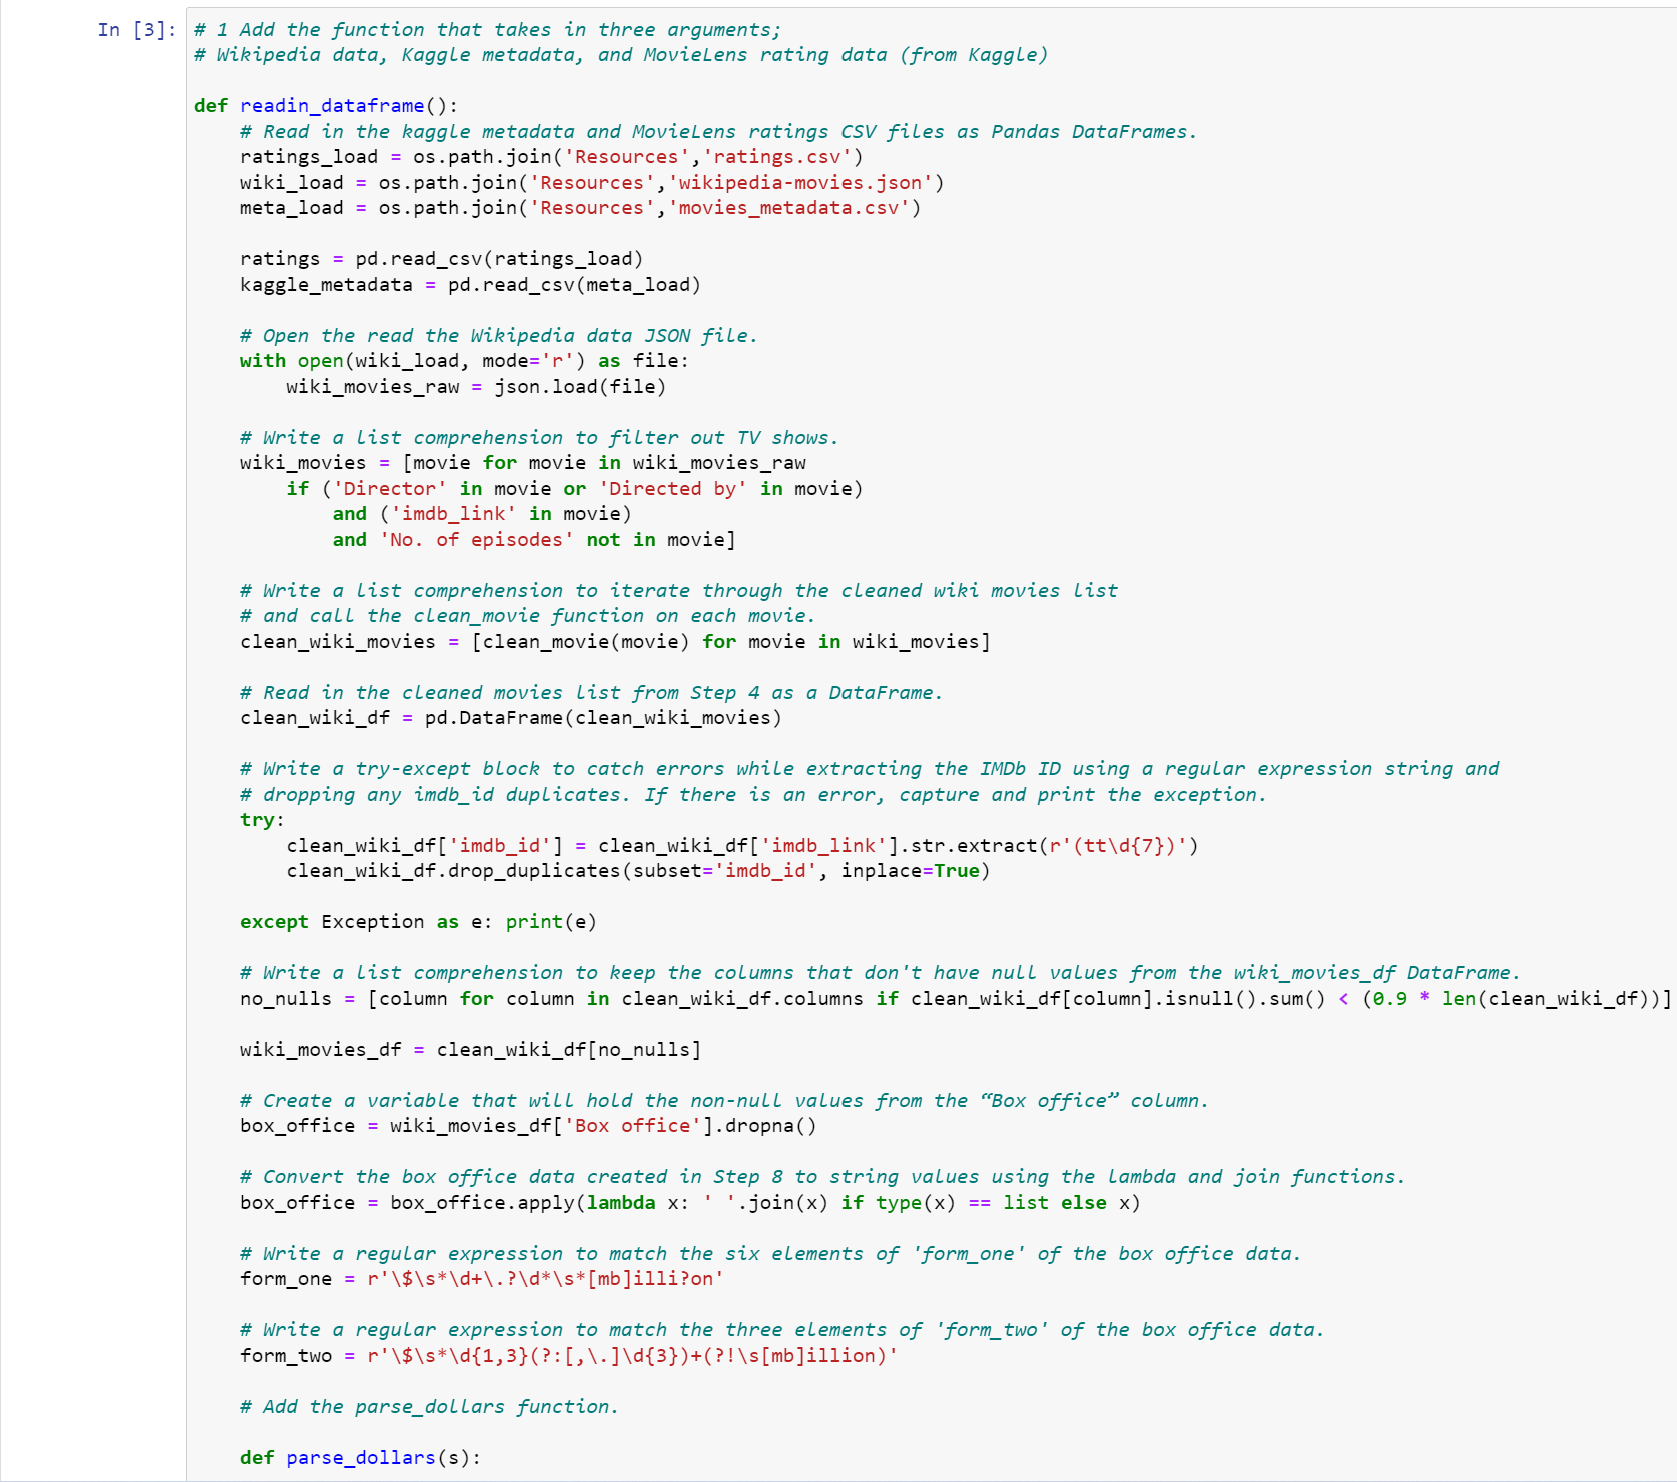 In [3]: # 1 Add the function that takes in three arguments;
# Wikipedia data, Kaggle metadata, and MovieLens rating data (from Kaggle)
def readin_dataframe():
# Read in the kaggle metadata and MovieLens ratings CSV files as Pandas DataFrames.
ratings_load = os.path.join('Resources','ratings.csv')
wiki_load = os.path.join('Resources','wikipedia-movies.json')
meta_load = os.path.join('Resources','movies_metadata.csv')
ratings = pd.read_csv(ratings_load)
kaggle_metadata = pd.read_csv(meta_load)
# Open the read the Wikipedia data JSON file.
with open(wiki_load, mode='r') as file:
wiki_movies_raw = json.load(file)
# Write a list comprehension to filter out TV shows.
wiki_movies = [movie for movie in wiki_movies_raw
if ('Director' in movie or 'Directed by' in movie)
and ('imdb_link' in movie)
and 'No. of episodes' not in movie]
# Write a list comprehension to iterate through the cleaned wiki movies list
# and call the clean_movie function on each movie.
clean_wiki_movies = [clean_movie(movie) for movie in wiki_movies]
# Read in the cleaned movies list from Step 4 as a DataFrame.
clean_wiki_df = pd.DataFrame(clean_wiki_movies)
# Write a try-except block to catch errors while extracting the IMDb ID using a regular expression string and
# dropping any imdb_id duplicates. If there is an error, capture and print the exception.
try:
clean_wiki_df['imdb_id'] = clean_wiki_df['imdb_link'].str.extract(r'(tt\d{7})')
clean_wiki_df.drop_duplicates(subset='imdb_id', inplace=True)
except Exception as e: print(e)
# Write a list comprehension to keep the columns that don't have null values from the wiki_movies_df DataFrame.
no_nulls = [column for column in clean_wiki_df.columns if clean_wiki_df[column].isnull().sum() < (0.9 * len(clean_wiki_df))]
wiki_movies_df = clean_wiki_df[no_nulls]
# Create a variable that will hold the non-null values from the “Box office” column.
box_office = wiki_movies_df['Box office'].dropna()
# Convert the box office data created in Step 8 to string values using the lambda and join functions.
box_office = box_office.apply(lambda x: ' '.join(x) if type(x) == list else x)
# Write a regular expression to match the six elements of 'form_one' of the box office data.
form_one = r'\$\s*\d+\.?\d*\s*[mb]illi?on'
# Write a regular expression to match the three elements of 'form_two' of the box office data.
form_two = r'\$\s*\d{1,3}(?:[,\.]\d{3})+(?!\s[mb]illion)'
# Add the parse_dollars function.
def parse_dollars(s):